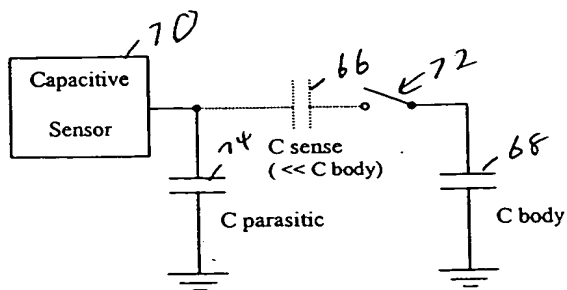 70
Capacitive
Sensor
66
72
74
C sense
( << C body)
68
C parasitic
C body